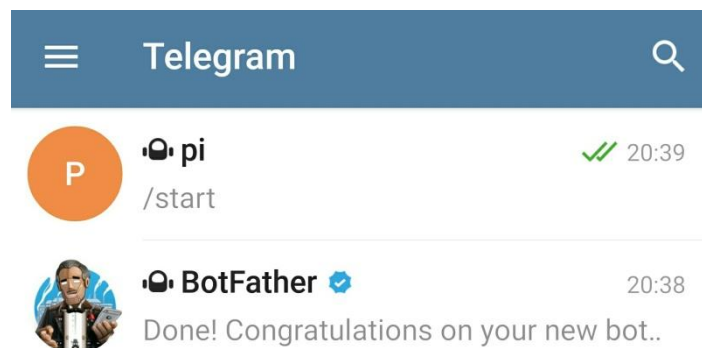 Telegram
P
pi 20:39
/start
BotFather 20:38
Done! Congratulations on your new bot..